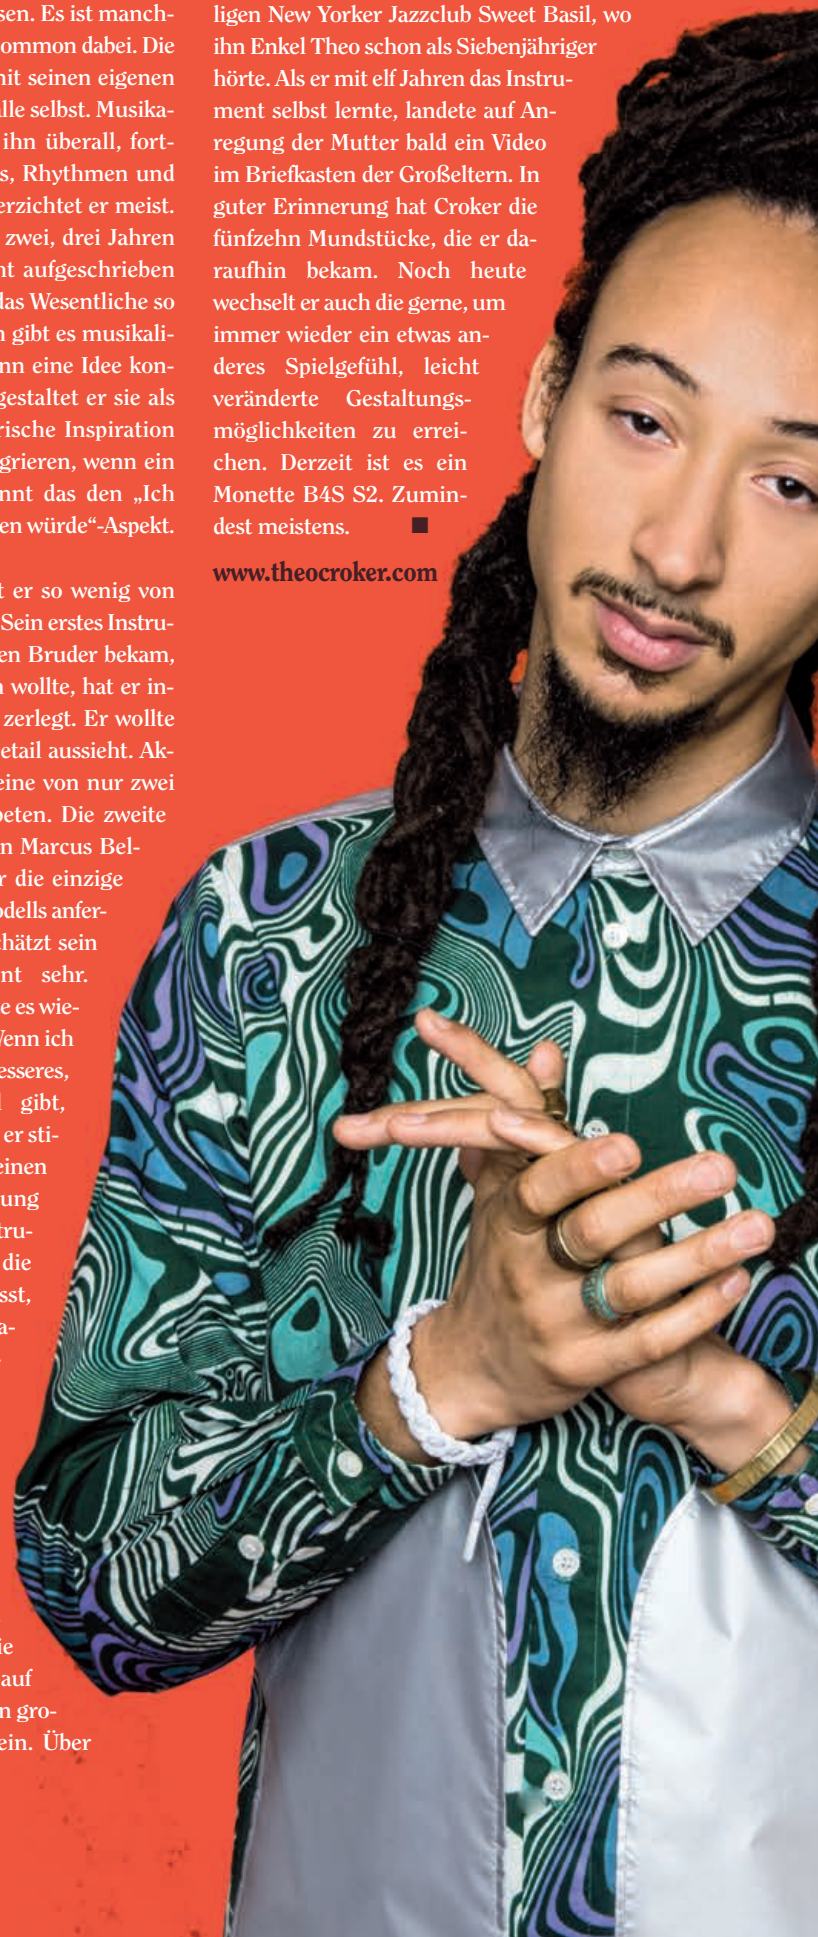 sen. Es ist manch-
ommon dabei. Die
nit seinen eigenen
alle selbst. Musika-
ihn überall, fort-
s, Rhythmen und
erzichtet er meist.
zwei, drei Jahren
ht aufgeschrieben
das Wesentliche so
n gibt es musikali-
nn eine Idee kon-
gestaltet er sie als
rische Inspiration
grieren, wenn ein
nnt das den „Ich
en würde“-Aspekt.
t er so wenig von
Sein erstes Instru-
en Bruder bekam,
n wollte, hat er in-
zerlegt. Er wollte
etail aussieht. Ak-
eine von nur zwei
peten. Die zweite
n Marcus Bel-
r die einzige
odells anfer-
chätzt sein
nt sehr.
e es wie-
Wenn ich
esseres,
l gibt,
er sti-
einen
ung
tru-
die
sst,
a-
ie
auf
n gro-
ein. Über
ligen New Yorker Jazzclub Sweet Basil, wo
ihn Enkel Theo schon als Siebenjähriger
hörte. Als er mit elf Jahren das Instru-
ment selbst lernte, landete auf An-
regung der Mutter bald ein Video
im Briefkasten der Großeltern. In
guter Erinnerung hat Croker die
fünfzehn Mundstücke, die er da-
raufhin bekam. Noch heute
wechselt er auch die gerne, um
immer wieder ein etwas an-
deres Spielgefühl, leicht
veränderte Gestaltungs-
möglichkeiten zu errei-
chen. Derzeit ist es ein
Monette B4S S2. Zumin-
dest meistens. ■
www.theocroker.com